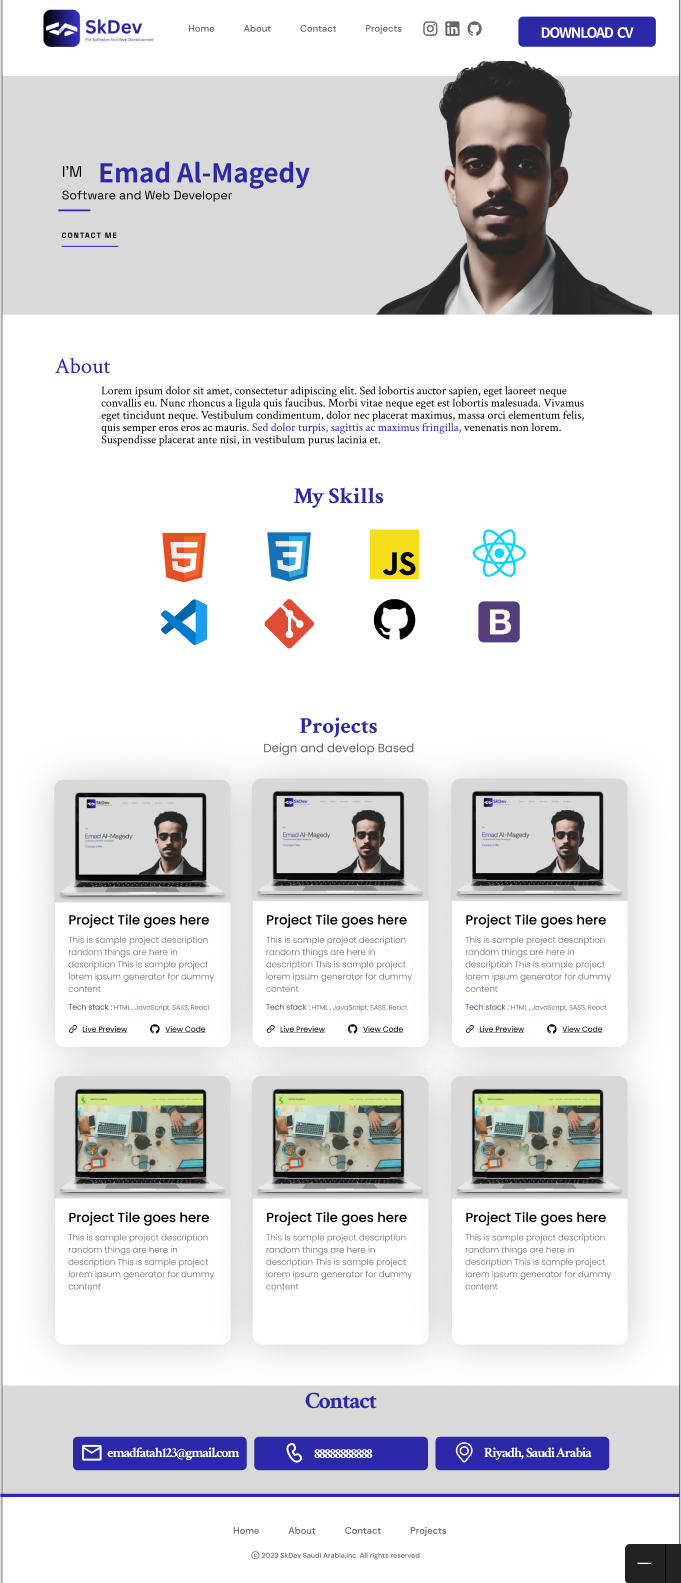 SkDev
For Software And Web Development
Home About Contact Projects
DOWNLOAD CV
I'M Emad Al-Magedy
Software and Web Developer
CONTACT ME
About
Lorem ipsum dolor sit amet, consectetur adipiscing elit. Sed lobortis auctor sapien, eget laoreet neque
convallis eu. Nunc rhoncus a ligula quis faucibus. Morbi vitae neque eget est lobortis malesuada. Vivamus
eget tincidunt neque. Vestibulum condimentum, dolor nec placerat maximus, massa orci elementum felis,
quis semper eros eros ac mauris. Sed dolor turpis, sagittis ac maximus fringilla, venenatis non lorem.
Suspendisse placerat ante nisi, in vestibulum purus lacinia et.
My Skills
5
3
JS
B
Projects
Deign and develop Based
SkDev
Emad Al-Magedy
Project Tile goes here
This is sample project description
random things are here in
description This is sample project
lorem ipsum generator for dummy
content
Tech stack : HTML , JavaScript, SASS, React
Live Preview View Code
SkDev
Emad Al-Magedy
Project Tile goes here
This is sample project description
random things are here in
description This is sample project
lorem ipsum generator for dummy
content
Tech stack : HTML , JavaScript, SASS, React
Live Preview View Code
SkDev
Emad Al-Magedy
Project Tile goes here
This is sample project description
random things are here in
description This is sample project
lorem ipsum generator for dummy
content
Tech stack : HTML , JavaScript, SASS, React
Live Preview View Code
Project Tile goes here
This is sample project description
random things are here in
description This is sample project
lorem ipsum generator for dummy
content
Project Tile goes here
This is sample project description
random things are here in
description This is sample project
lorem ipsum generator for dummy
content
Project Tile goes here
This is sample project description
random things are here in
description This is sample project
lorem ipsum generator for dummy
content
Contact
emadfatah123@gmail.com
88888888888
Riyadh, Saudi Arabia
Home About Contact Projects
© 2023 SkDev Saudi Arabia,Inc. All rights reserved